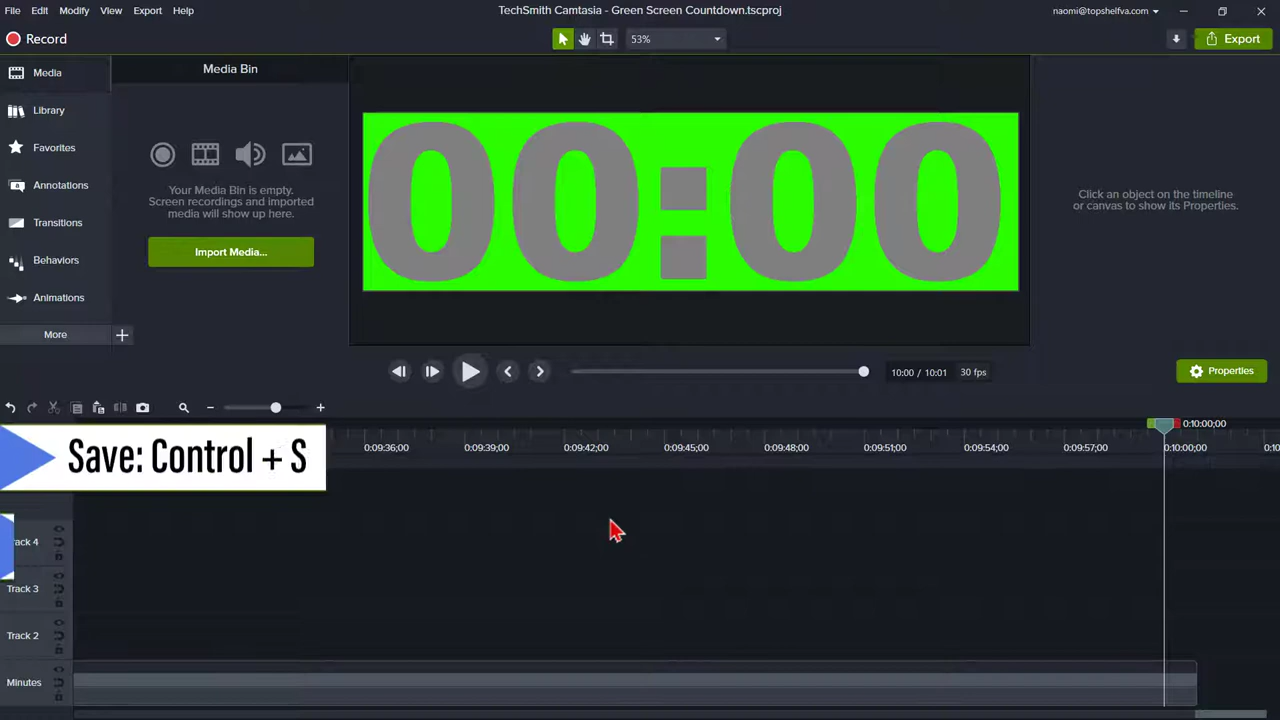 File Edit Modify View Export Help
TechSmith Camtasia - Green Screen Countdown.tscproj
naomi@topshelfva.com
Record
53%
Export
Media
Library
Favorites
Annotations
Transitions
Behaviors
Animations
More
Media Bin
Your Media Bin is empty.
Screen recordings and imported
media will show up here.
Import Media...
00:00
Click an object on the timeline
or canvas to show its Properties.
10:00 / 10:01 30 fps
Properties
0:10:00;00
0:09:36;00 0:09:39;00 0:09:42;00 0:09:45;00 0:09:48;00 0:09:51;00 0:09:54;00 0:09:57;00 0:10:00;00
Save: Control + S
Track 3
Track 2
Minutes